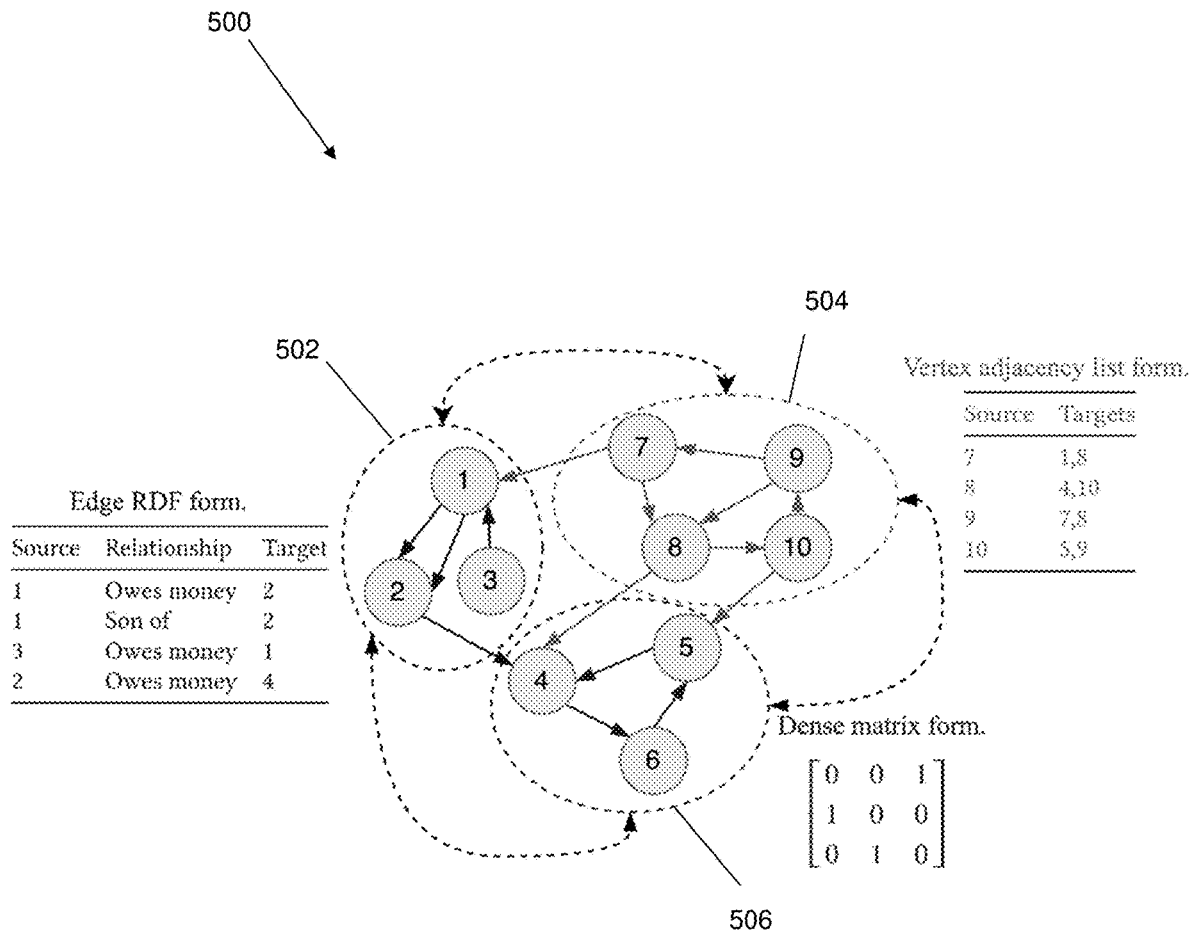 500
504
502
Vertex adjacency list form.
Source Targets
7 1,8
8 4,10
9 7,8
10 5,9
Edge RDF form.
Source Relationship Target
1 Owes money 2
1 Son of 2
3 Owes money 1
2 Owes money 4
7
9
1
8
10
2
3
5
4
6
Dense matrix form.
0 0 1
1 0 0
0 1 0
506